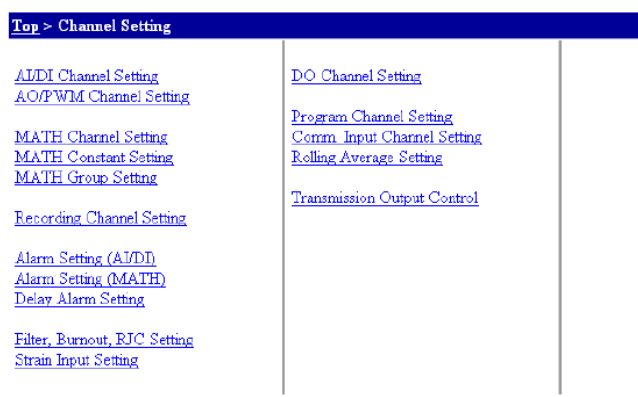 Top > Channel Setting
AI/DI Channel Setting
AO/PWM Channel Setting
MATH Channel Setting
MATH Constant Setting
MATH Group Setting
Recording Channel Setting
Alarm Setting (AI/DI)
Alarm Setting (MATH)
Delay Alarm Setting
Filter, Burnout, RJC Setting
Strain Input Setting
DO Channel Setting
Program Channel Setting
Comm. Input Channel Setting
Rolling Average Setting
Transmission Output Control